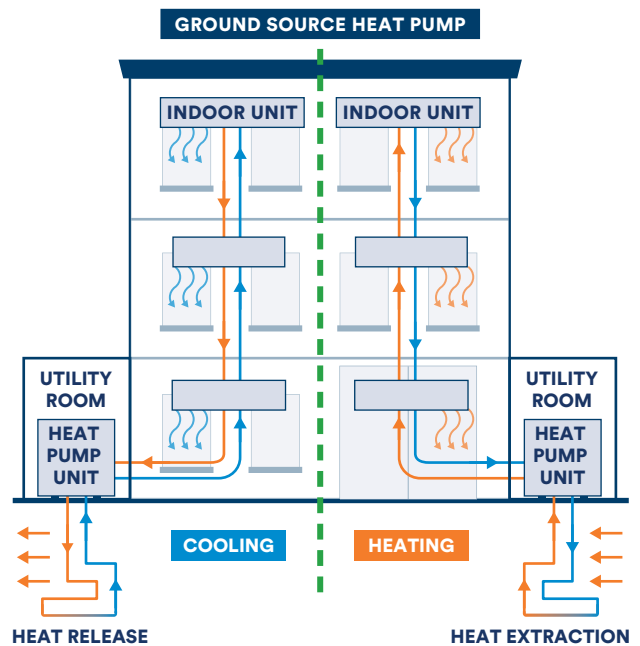 GROUND SOURCE HEAT PUMP
INDOOR UNIT
INDOOR UNIT
UTILITY
ROOM
HEAT
PUMP
UNIT
UTILITY
ROOM
HEAT
PUMP
UNIT
COOLING
HEATING
HEAT RELEASE
HEAT EXTRACTION